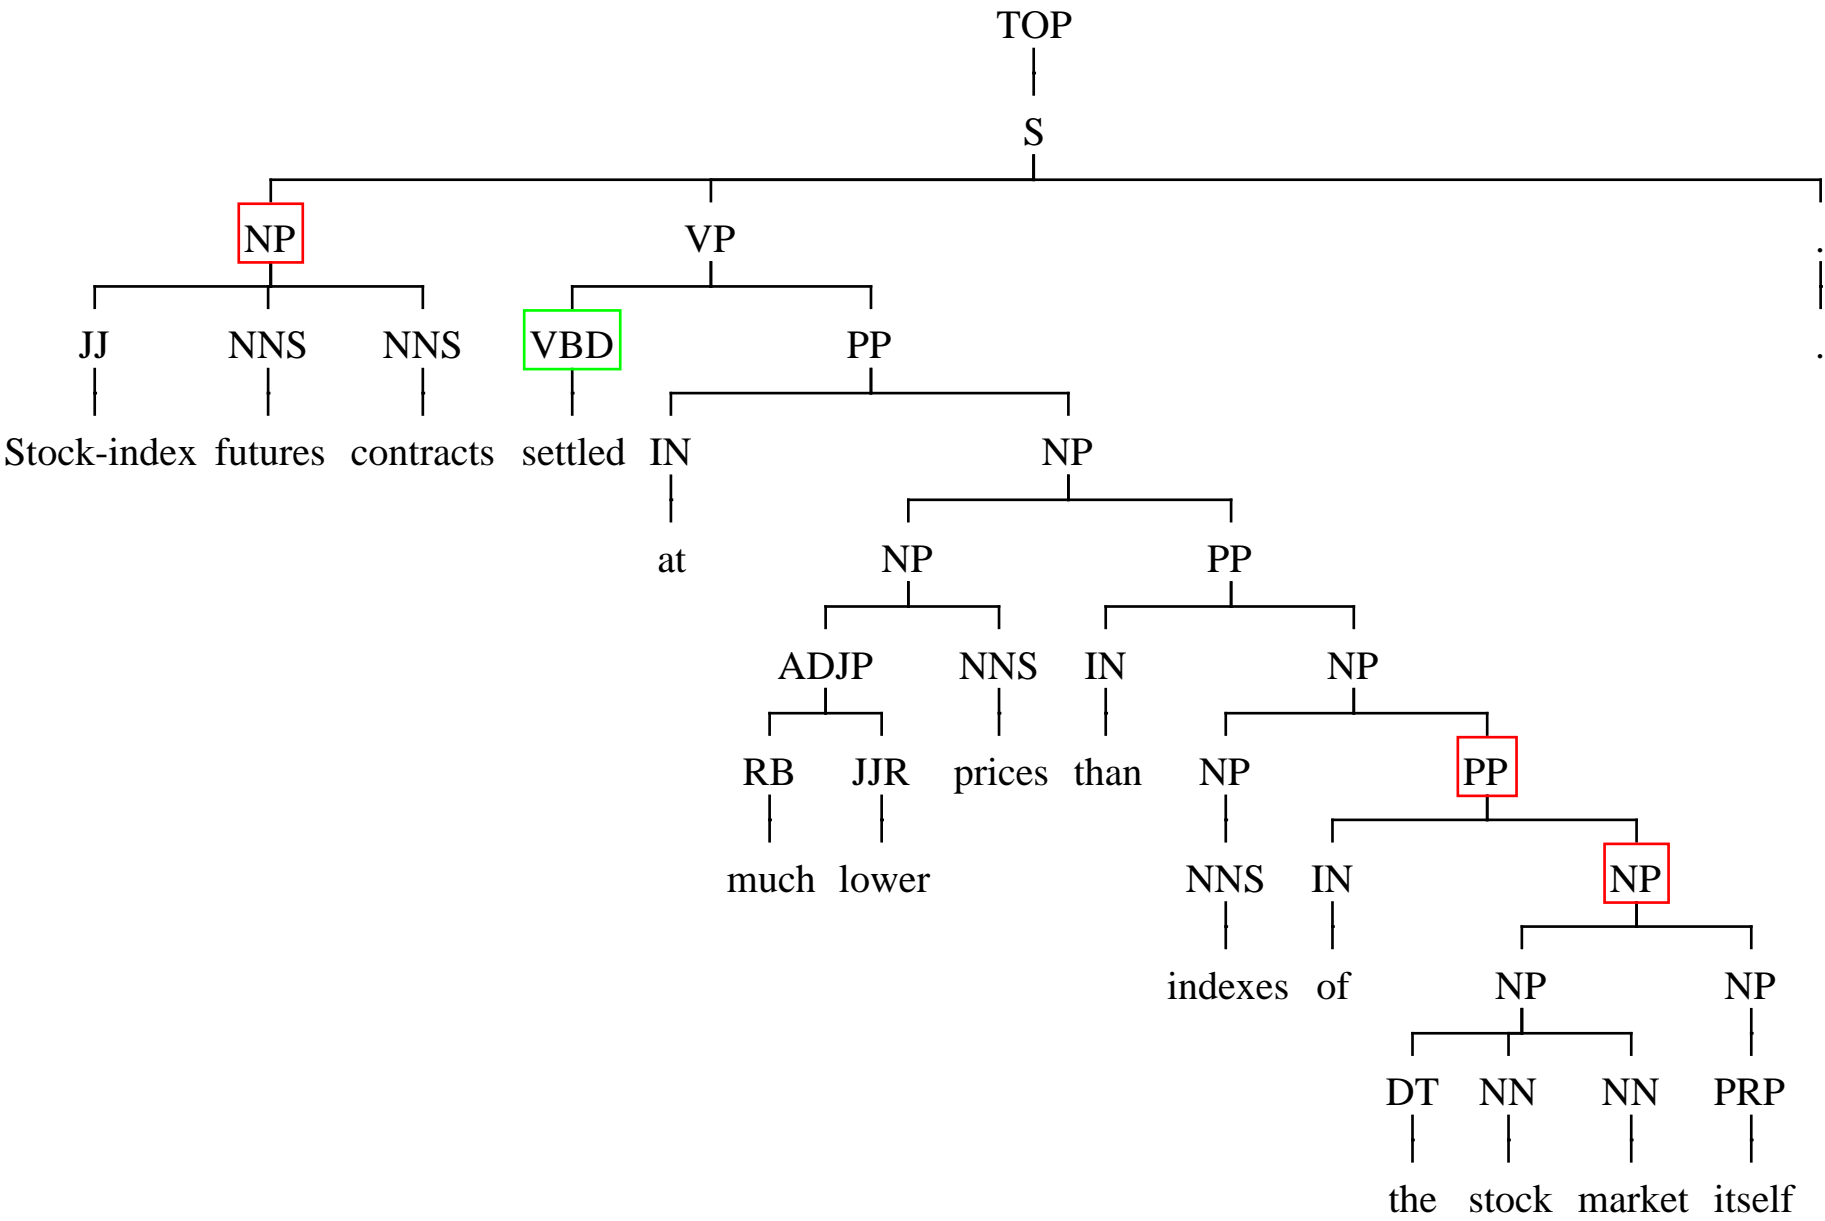 TOP
S
NP VP .
JJ NNS NNS VBD PP .
Stock-index futures contracts settled IN NP
at NP PP
ADJP NNS IN NP
RB JJR prices than NP PP
much lower NNS IN NP
indexes of NP NP
DT NN NN PRP
the stock market itself